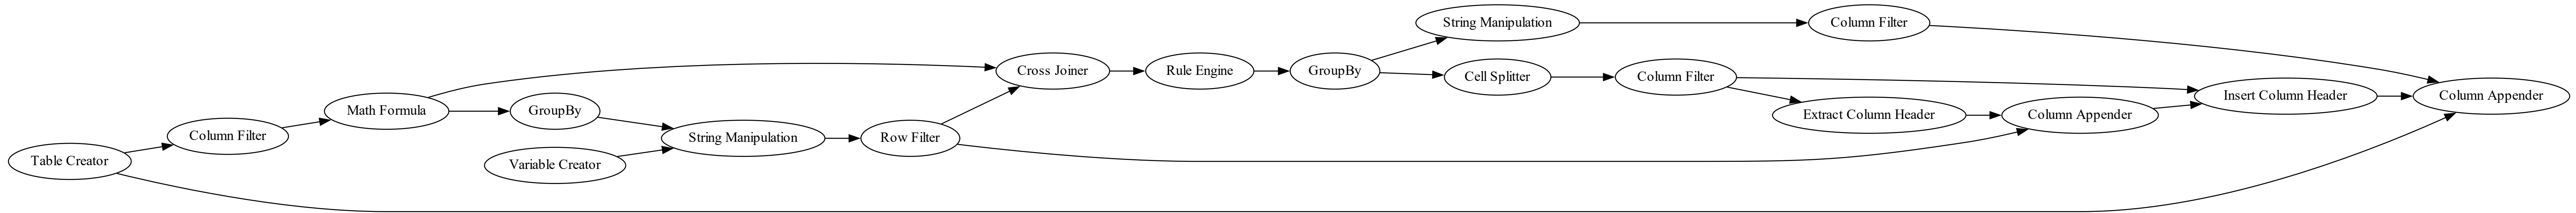 Table Creator
Column Filter
Math Formula
GroupBy
Variable Creator
String Manipulation
Row Filter
Cross Joiner
Rule Engine
GroupBy
String Manipulation
Cell Splitter
Column Filter
Column Filter
Extract Column Header
Column Appender
Insert Column Header
Column Appender